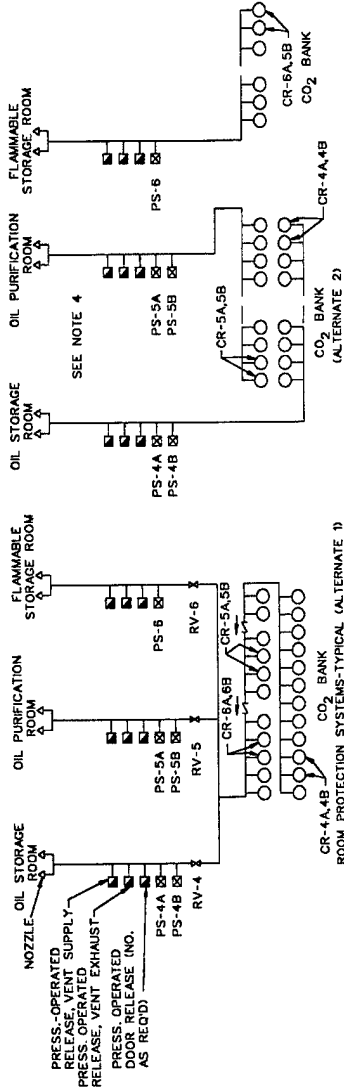 OIL STORAGE
ROOM
NOZZLE
PRESS.-OPERATED
RELEASE, VENT SUPPLY
PRESS. OPERATED
RELEASE, VENT EXHAUST
PRESS. OPERATED
DOOR RELEASE (NO.
AS REQ'D)
PS-4A
PS-4B
RV-4
OIL PURIFICATION
ROOM
PS-5A
PS-5B
RV-5
FLAMMABLE
STORAGE ROOM
PS-6
RV-6
CR-6A,6B
CR-5A,5B
CR-4A,4B
CO2 BANK
ROOM PROTECTION SYSTEMS-TYPICAL (ALTERNATE 1)
OIL STORAGE
ROOM
PS-4A
PS-4B
OIL PURIFICATION
ROOM
SEE NOTE 4
PS-5A
PS-5B
CR-5A,5B
CR-4A,4B
CO2 BANK
(ALTERNATE 2)
FLAMMABLE
STORAGE ROOM
PS-6
CR-6A,5B
CO2 BANK